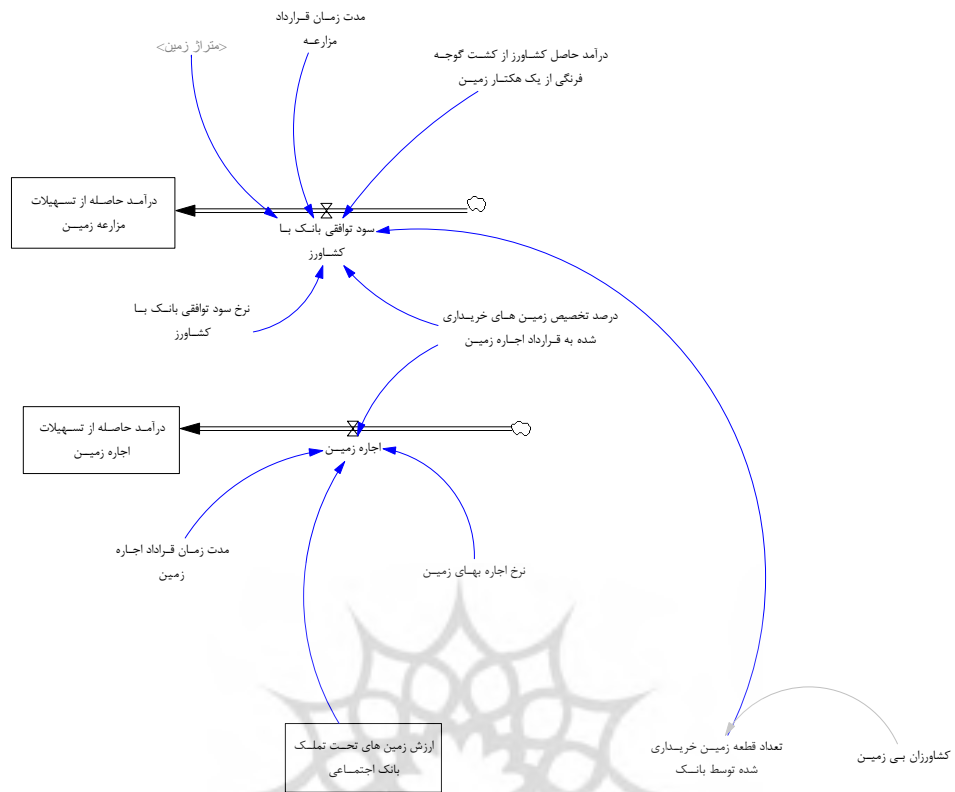 مدت زمان قرارداد
مزارعه
<متراژ زمین>
درآمد حاصل کشاورز از کشت گوجه
فرنگی از یک هکتار زمین
درآمد حاصله از تسهیلات
مزارعه زمین
سود توافقی بانک با
کشاورز
نرخ سود توافقی بانک با
کشاورز
درصد تخصیص زمین های خریداری
شده به قرارداد اجاره زمین
درآمد حاصله از تسهیلات
اجاره زمین
اجاره زمین
مدت زمان قراداد اجاره
زمین
نرخ اجاره بهای زمین
ارزش زمین های تحت تملک
بانک اجتماعی
تعداد قطعه زمین خریداری
شده توسط بانک
کشاورزان بی زمین